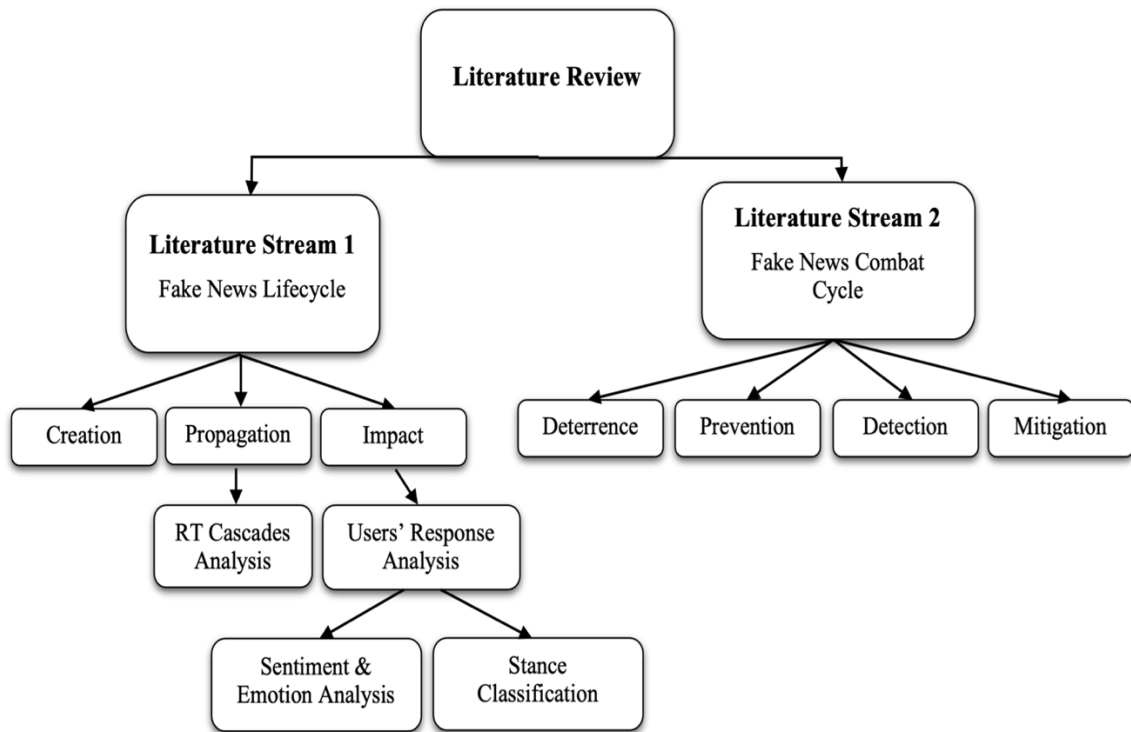 Literature Review
Literature Stream 1
Fake News Lifecycle
Literature Stream 2
Fake News Combat
Cycle
Creation
Propagation
Impact
Deterrence
Prevention
Detection
Mitigation
RT Cascades
Analysis
Users’ Response
Analysis
Sentiment &
Emotion Analysis
Stance
Classification